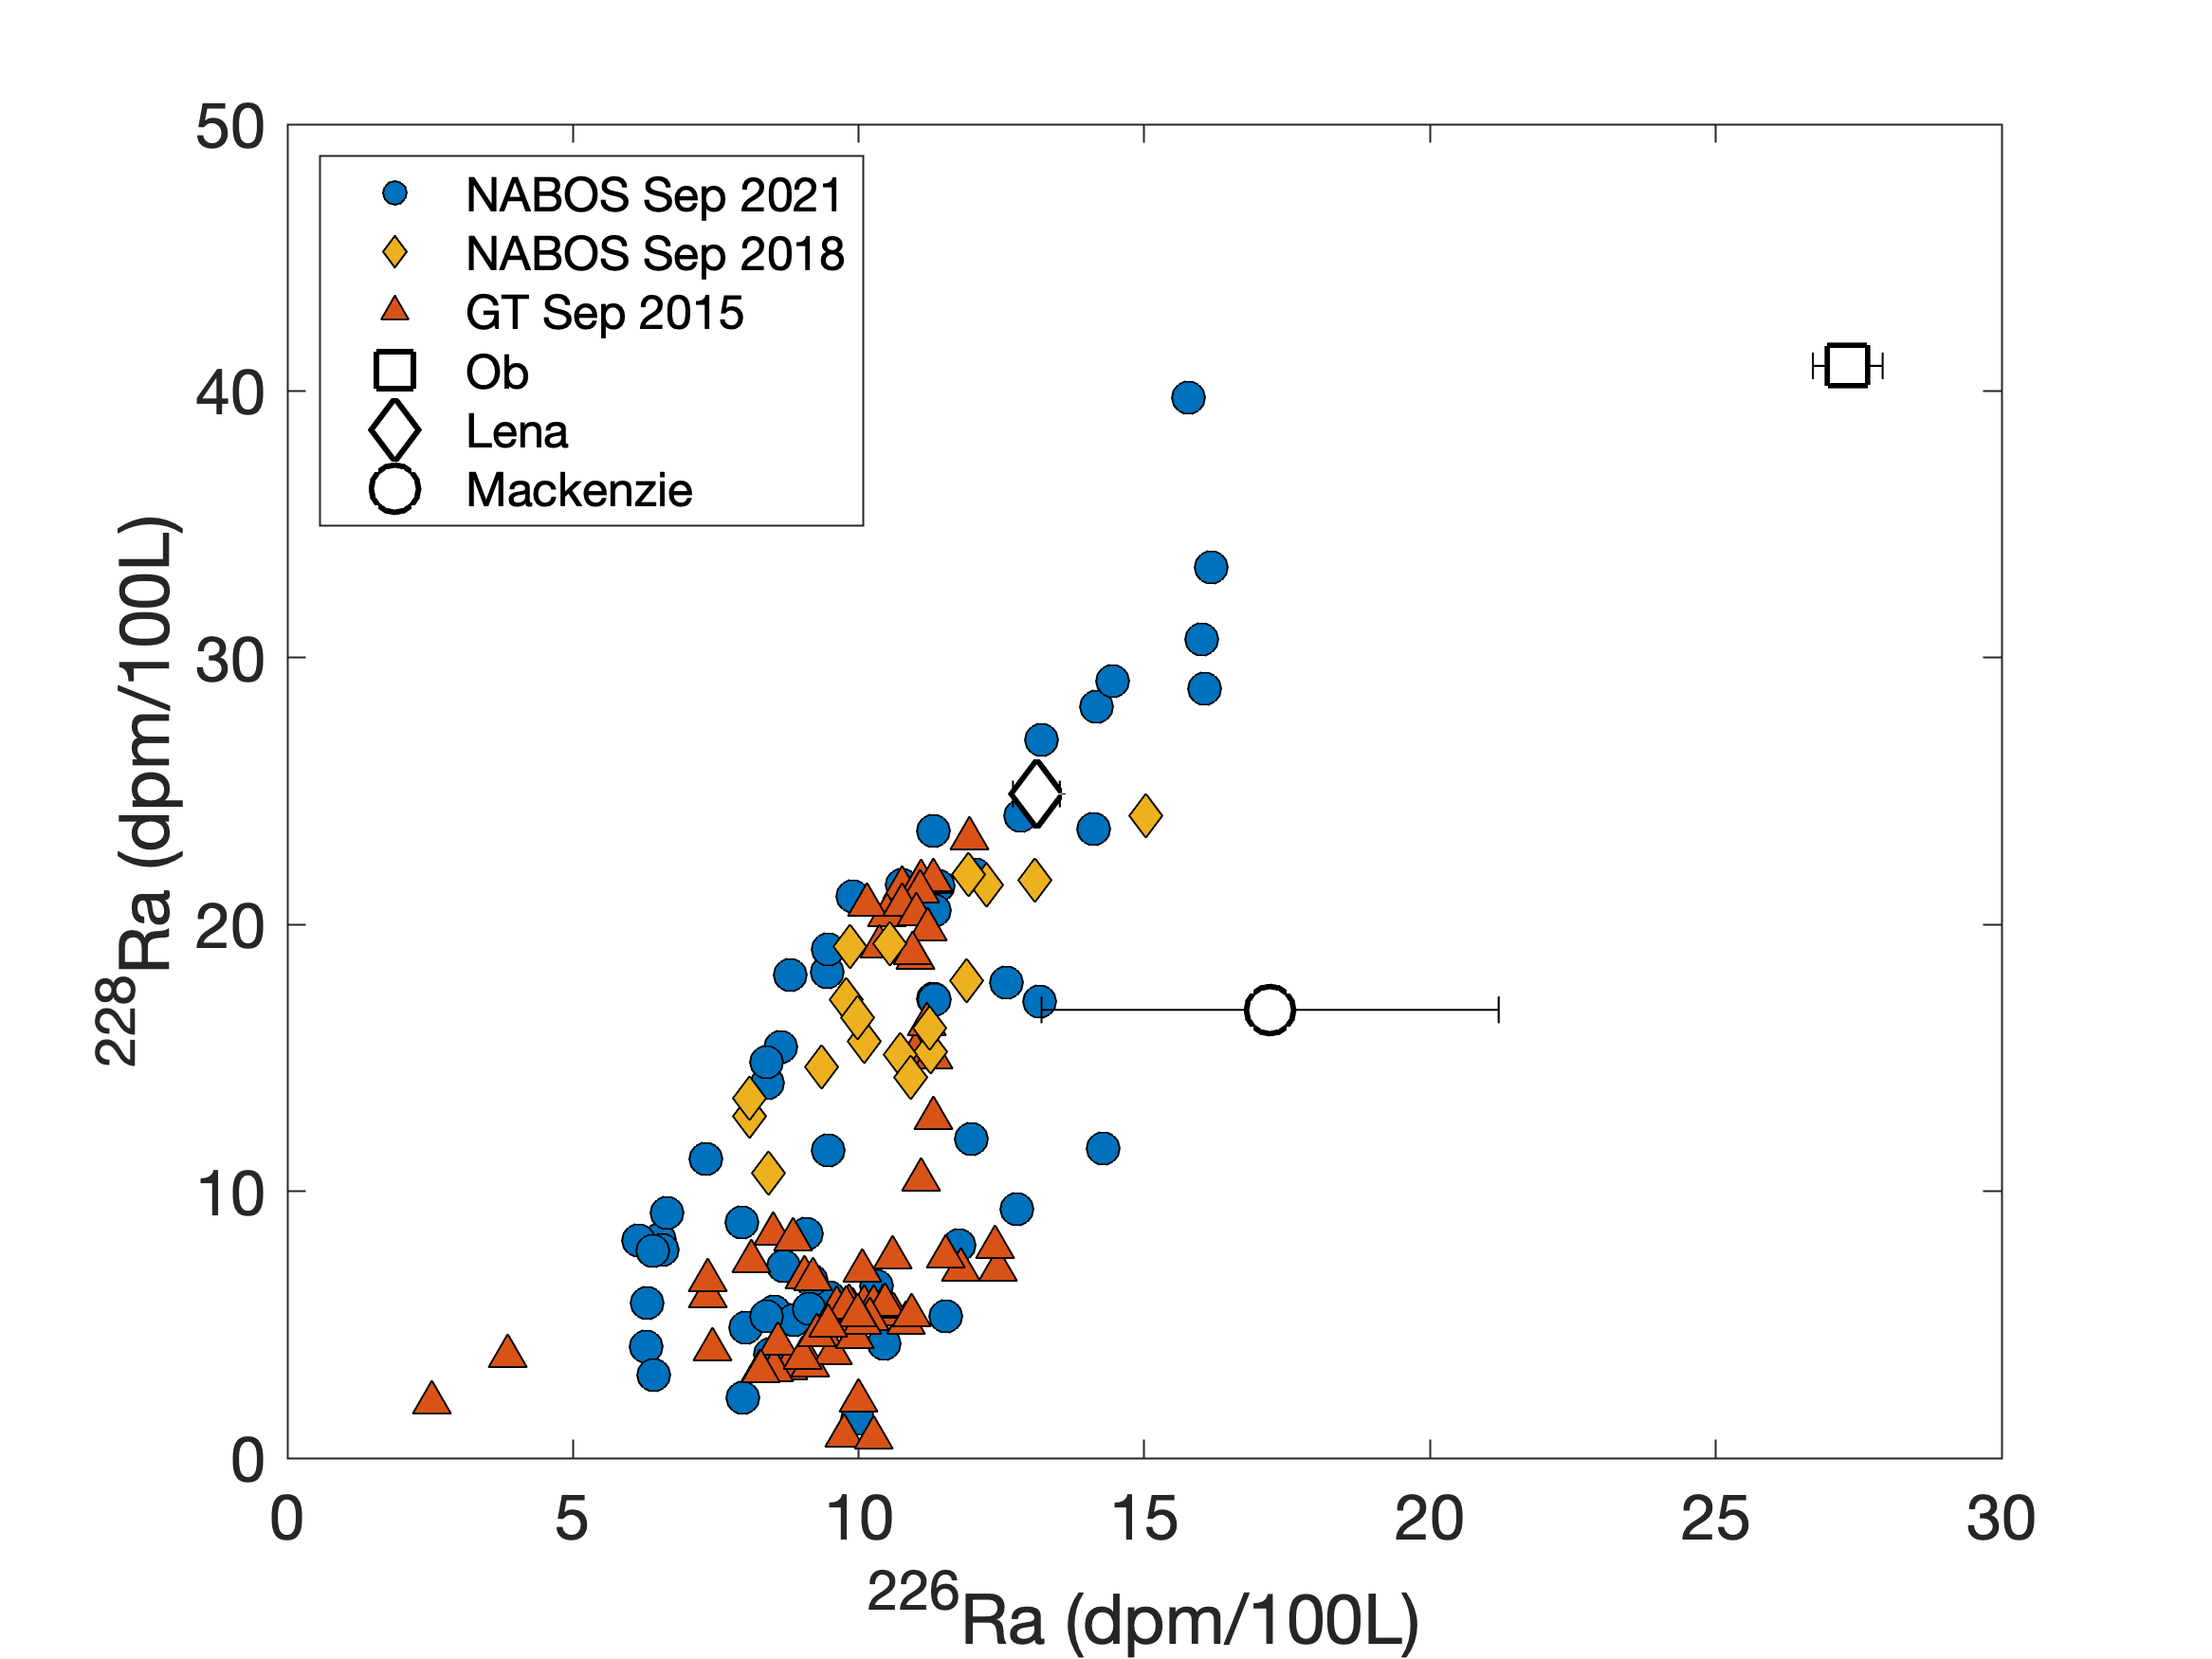 50
40
30
20
10
0
NABOS Sep 2021
NABOS Sep 2018
GT Sep 2015
Ob
Lena
Mackenzie
²²⁸Ra (dpm/100L)
0 5 10 15 20 25 30
²²⁶Ra (dpm/100L)